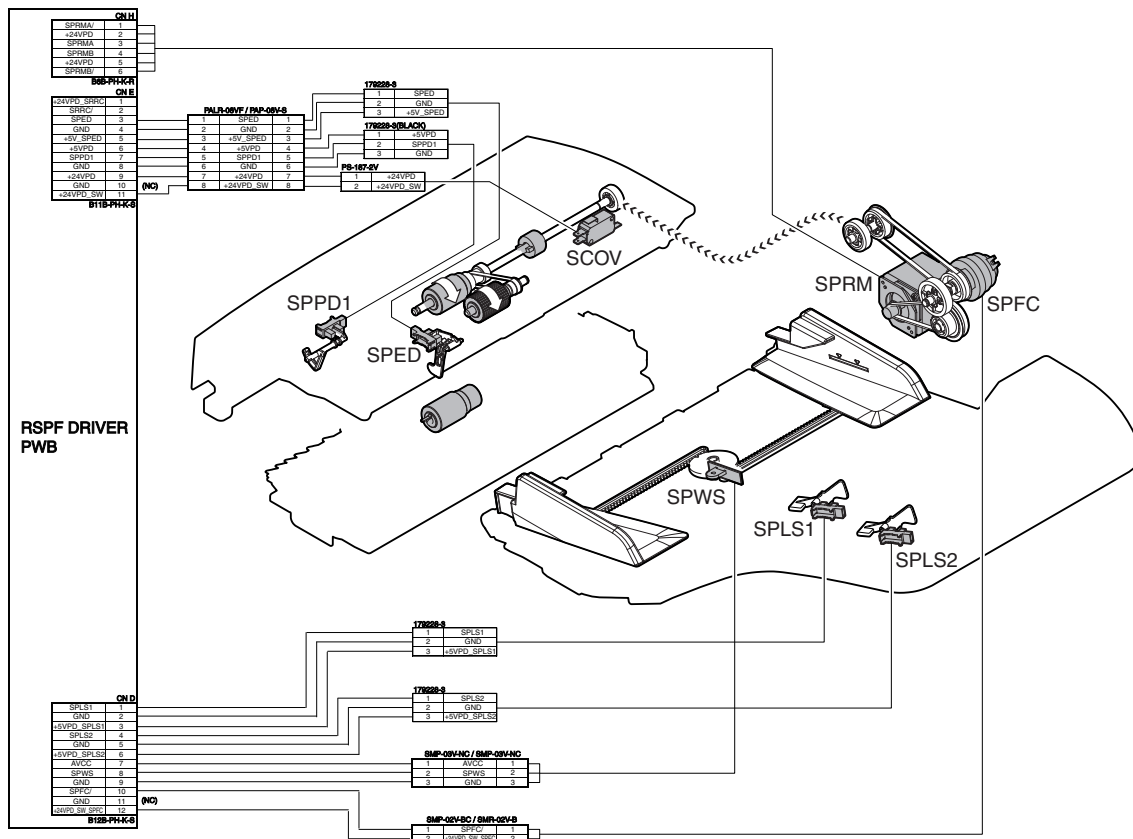 CN H
SPRMA/ 1
+24VPD 2
SPRMA 3
SPRMB 4
+24VPD 5
SPRMB/ 6
B6B-PH-K-R
CN E
+24VPD_SRRC 1
SRRC/ 2
SPED 3
GND 4
+5V_SPED 5
+5VPD 6
SPPD1 7
GND 8
+24VPD 9
GND 10 (NC)
+24VPD_SW 11
B11B-PH-K-S
PALR-08VF / PAP-08V-S
1 SPED 1
2 GND 2
3 +5V_SPED 3
4 +5VPD 4
5 SPPD1 5
6 GND 6
7 +24VPD 7
8 +24VPD_SW 8
179228-3
1 SPED
2 GND
3 +5V_SPED
179228-3(BLACK)
1 +5VPD
2 SPPD1
3 GND
PS-187-2V
1 +24VPD
2 +24VPD_SW
SCOV
SPPD1
SPED
SPRM
SPFC
RSPF DRIVER
PWB
SPWS
SPLS1
SPLS2
179228-3
1 SPLS1
2 GND
3 +5VPD_SPLS1
179228-3
1 SPLS2
2 GND
3 +5VPD_SPLS2
CN D
SPLS1 1
GND 2
+5VPD_SPLS1 3
SPLS2 4
GND 5
+5VPD_SPLS2 6
AVCC 7
SPWS 8
GND 9
SPFC/ 10
GND 11 (NC)
+24VPD_SW_SPFC 12
B12B-PH-K-S
SMP-03V-NC / SMP-03V-NC
1 AVCC 1
2 SPWS 2
3 GND 3
SMP-02V-BC / SMR-02V-B
1 SPFC/ 1
2 +24VPD_SW_SPFC 2